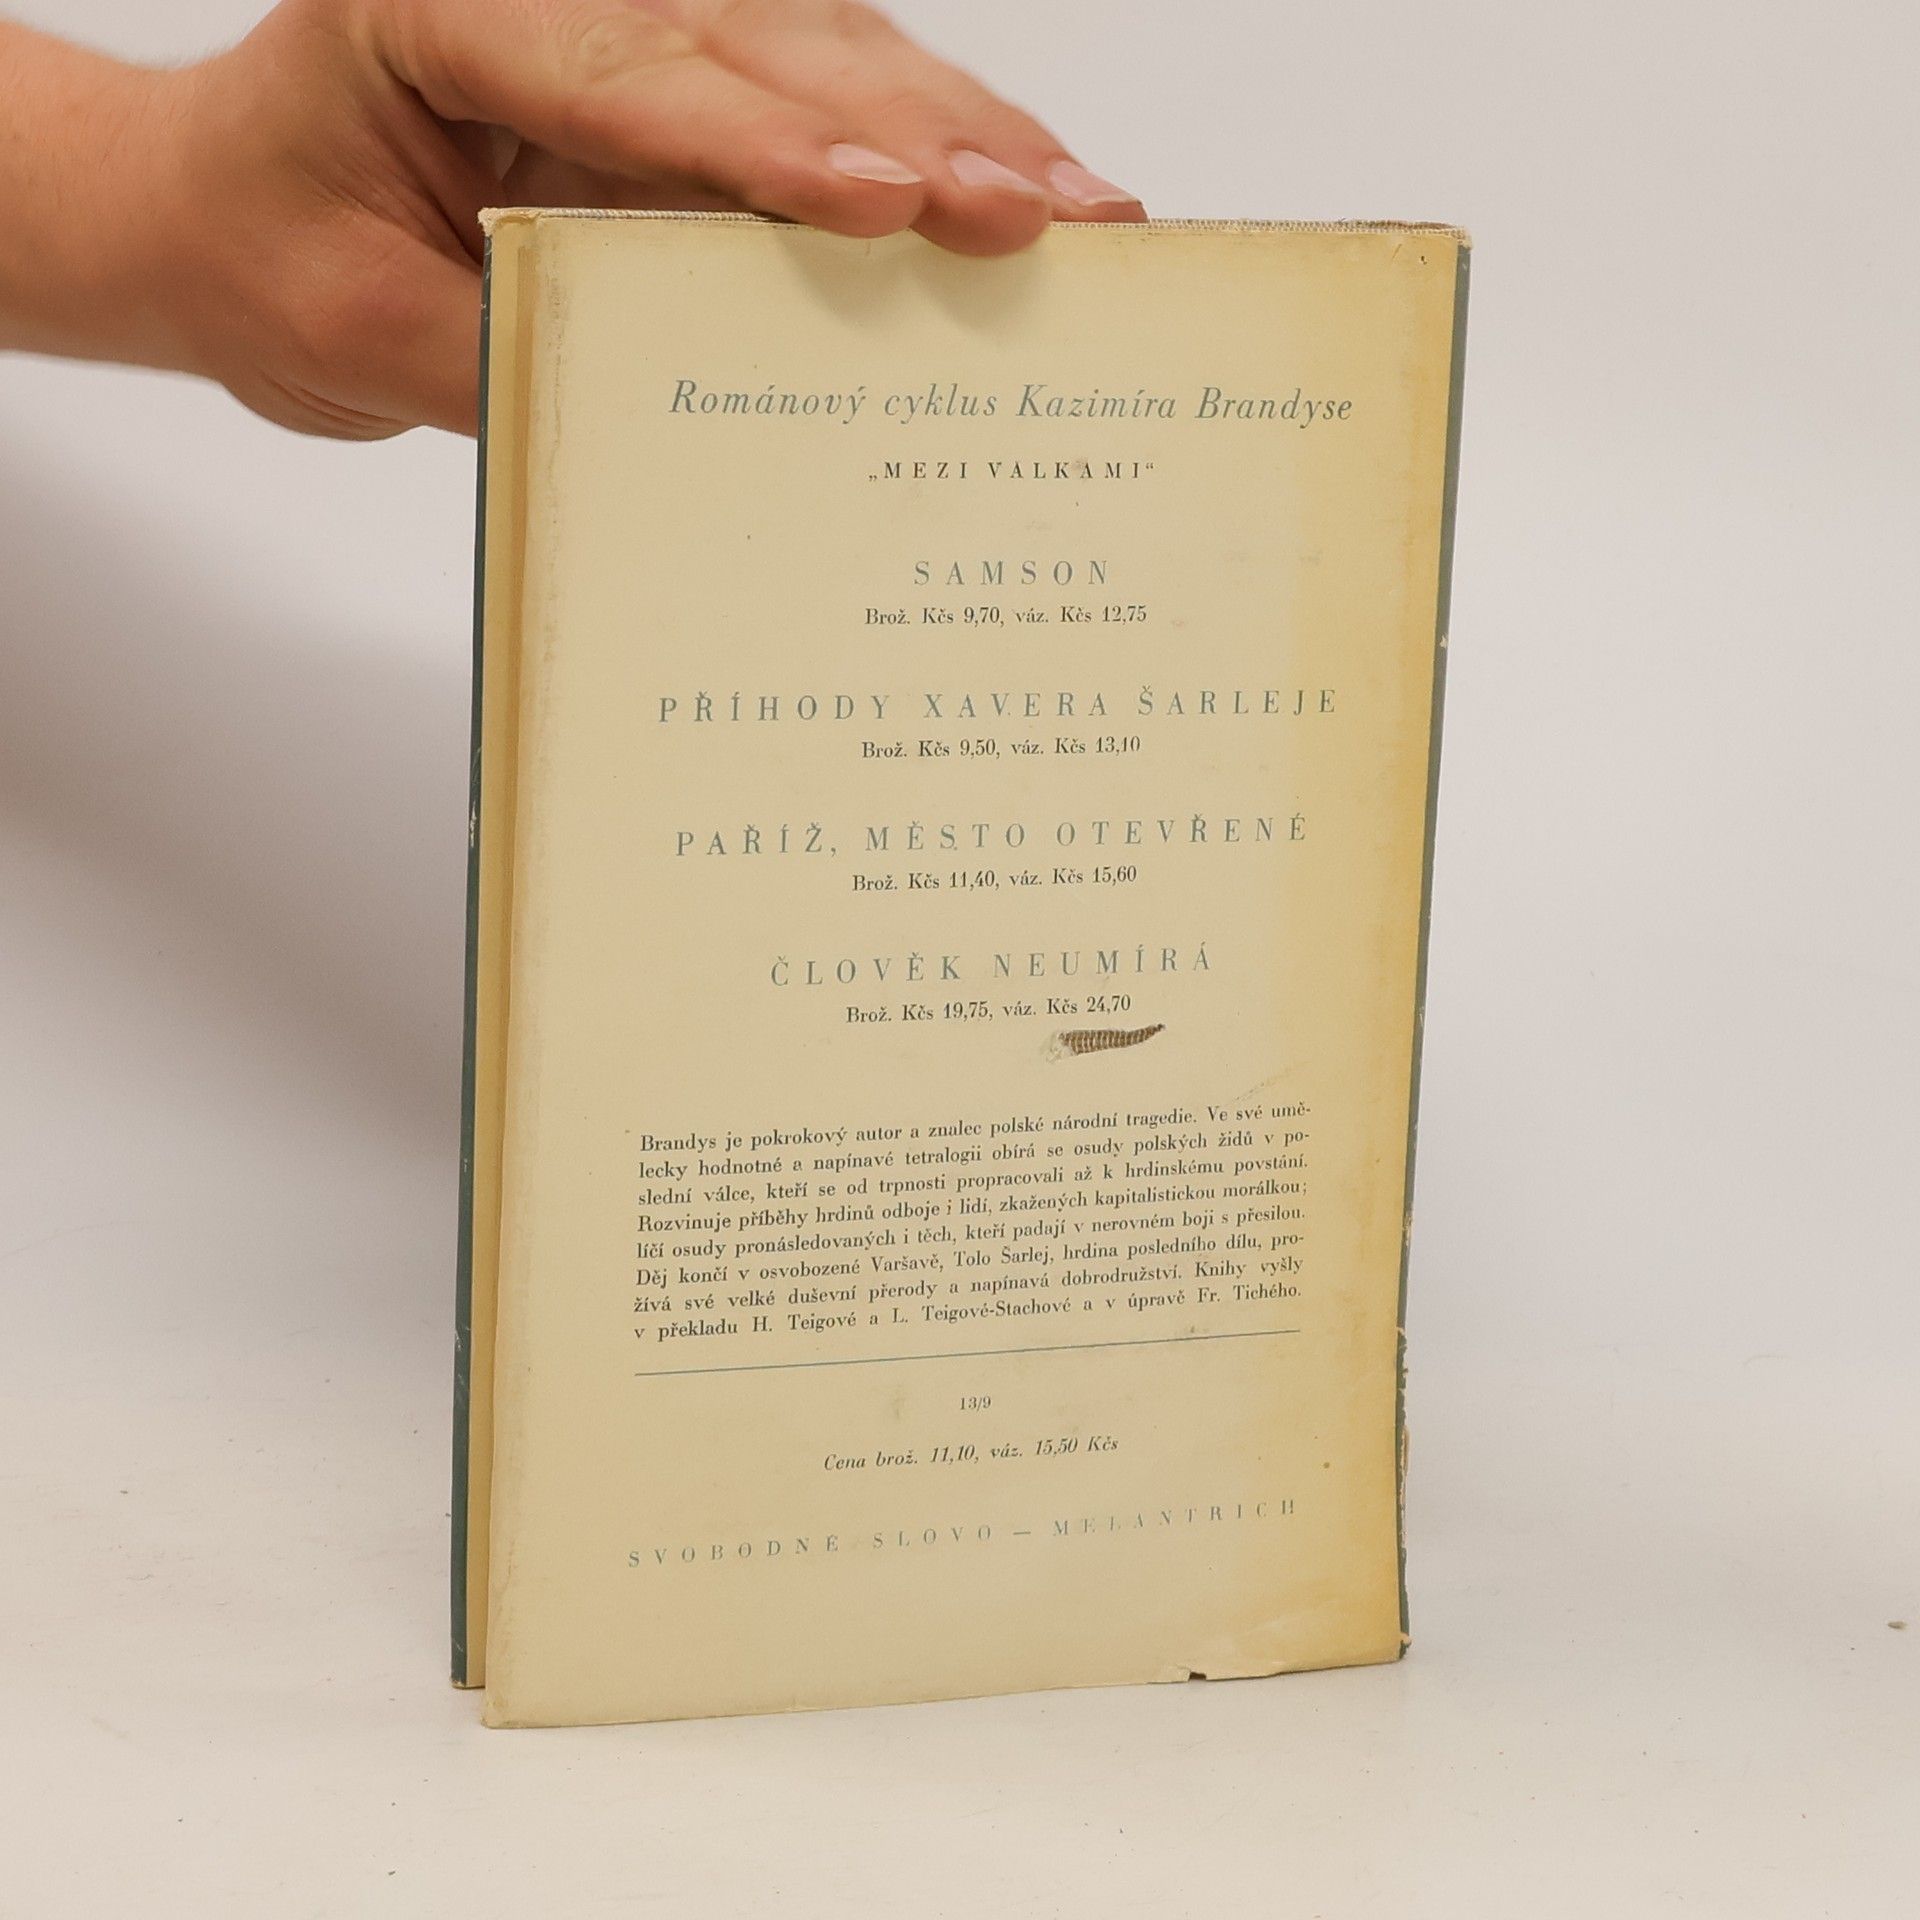 Románový cyklus Kazimíra Brandyse
„MEZI VÁLKAMI“
SAMSON
Brož. Kčs 9,70, váz. Kčs 12,75
PŘÍHODY XAVERA ŠARLEJE
Brož. Kčs 9,50, váz. Kčs 13,10
PAŘÍŽ, MĚSTO OTEVŘENÉ
Brož. Kčs 11,40, váz. Kčs 15,60
ČLOVĚK NEUMÍRÁ
Brož. Kčs 19,75, váz. Kčs 24,70
Brandys je pokrokový autor a znalec polské národní tragedie. Ve své umě-
lecky hodnotné a napínavé tetralogii obírá se osudy polských židů v po-
slední válce, kteří se od trpnosti propracovali až k hrdinskému povstání.
Rozvinuje příběhy hrdinů odboje i lidí, zkažených kapitalistickou morálkou;
líčí osudy pronásledovaných i těch, kteří padají v nerovném boji s přesilou.
Děj končí v osvobozené Varšavě, Tolo Šarlej, hrdina posledního dílu, pro-
žívá své velké duševní přerody a napínavá dobrodružství. Knihy vyšly
v překladu H. Teigové a L. Teigové-Stachové a v úpravě Fr. Tichého.
13/9
Cena brož. 11,10, váz. 15,50 Kčs
SVOBODNÉ SLOVO — MELANTRICH